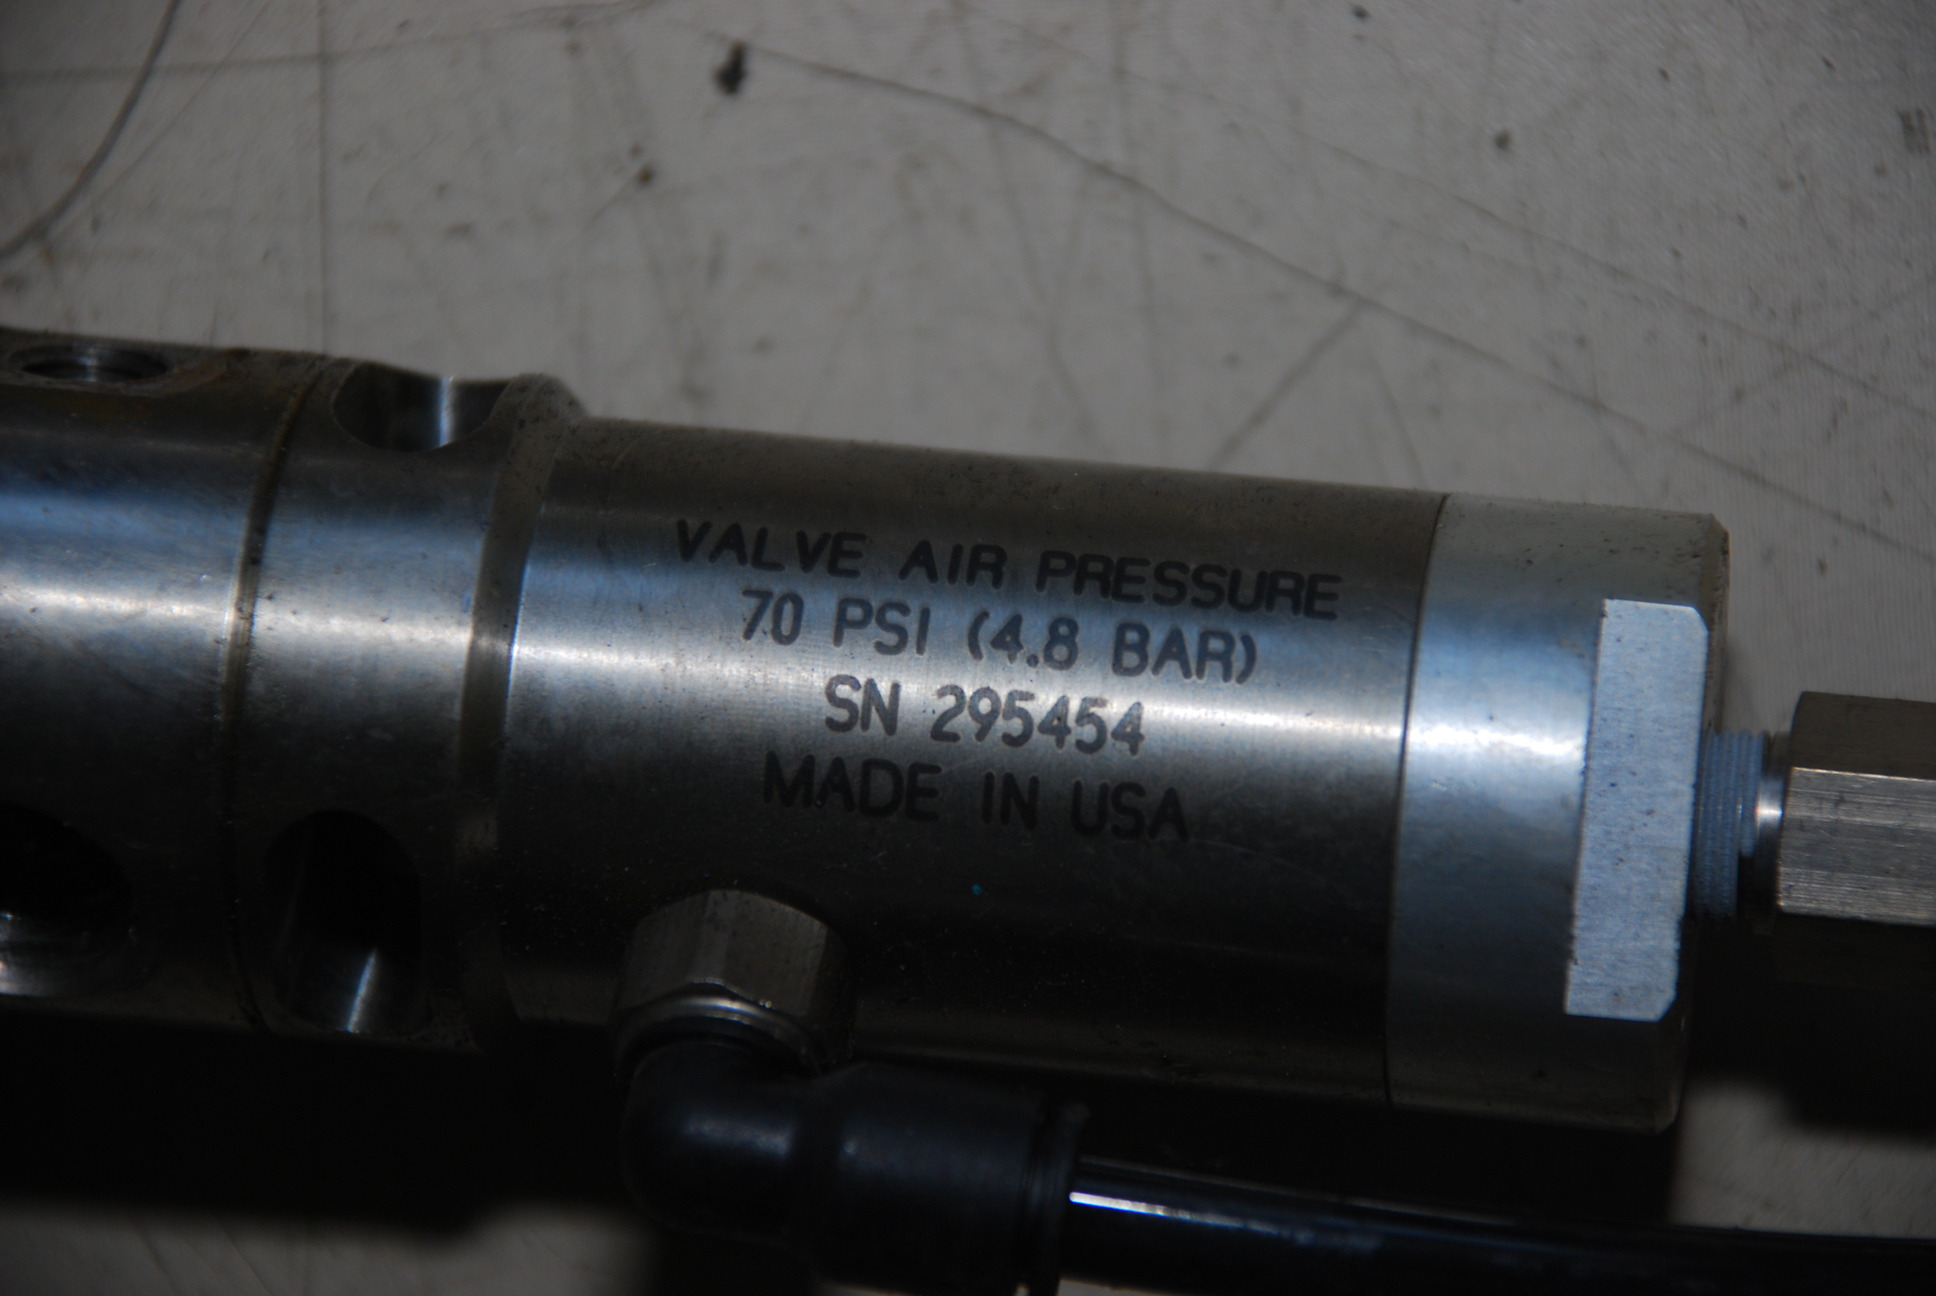 VALVE AIR PRESSURE
70 PSI (4.8 BAR)
SN 295454
MADE IN USA